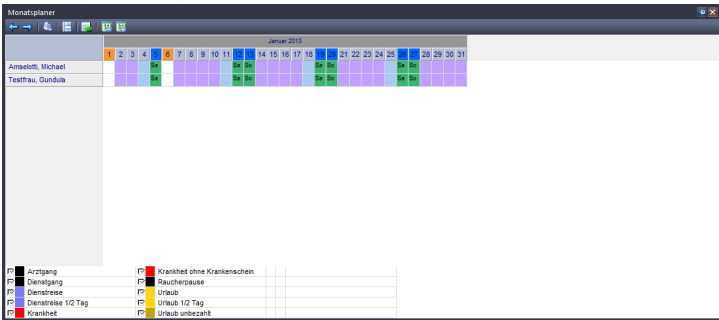 Monatsplaner
Januar 2013
1 2 3 4 5 6 7 8 9 10 11 12 13 14 15 16 17 18 19 20 21 22 23 24 25 26 27 28 29 30 31
Amselotti, Michael Sa Sa So Sa So Sa So
Testfrau, Gundula Sa Sa So Sa So Sa So
Arztgang Krankheit ohne Krankenschein
Dienstgang Raucherpause
Dienstreise Urlaub
Dienstreise 1/2 Tag Urlaub 1/2 Tag
Krankheit Urlaub unbezahlt